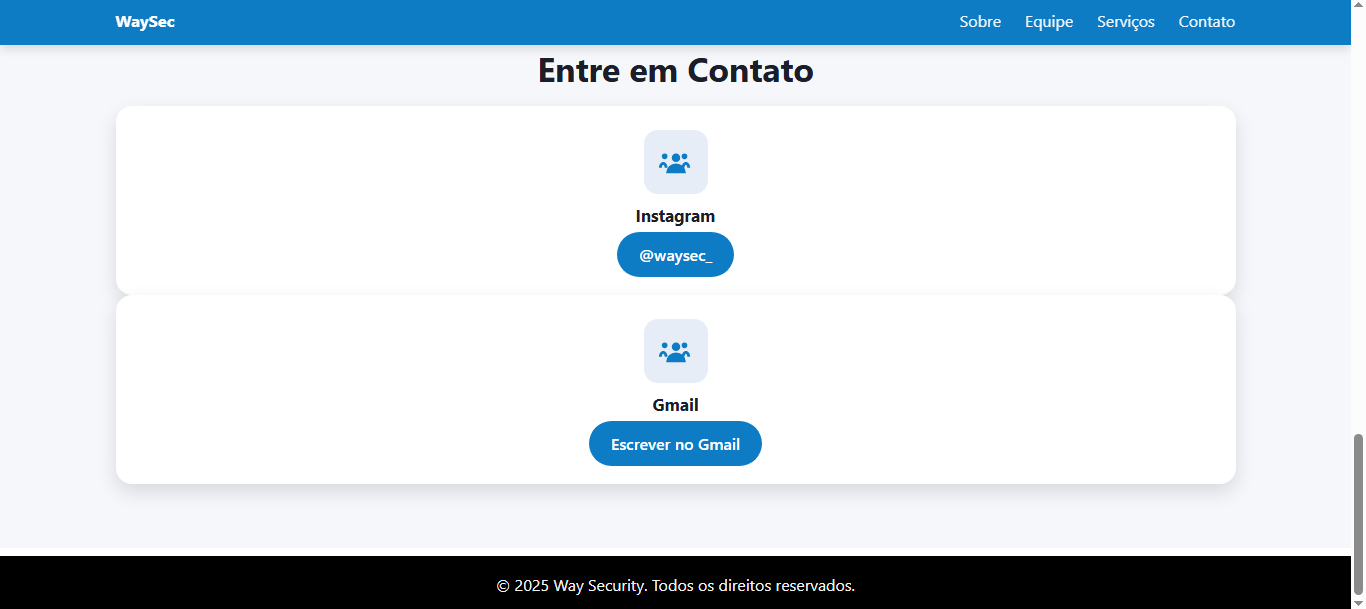 WaySec
Sobre Equipe Serviços Contato
Entre em Contato
Instagram
@waysec_
Gmail
Escrever no Gmail
© 2025 Way Security. Todos os direitos reservados.